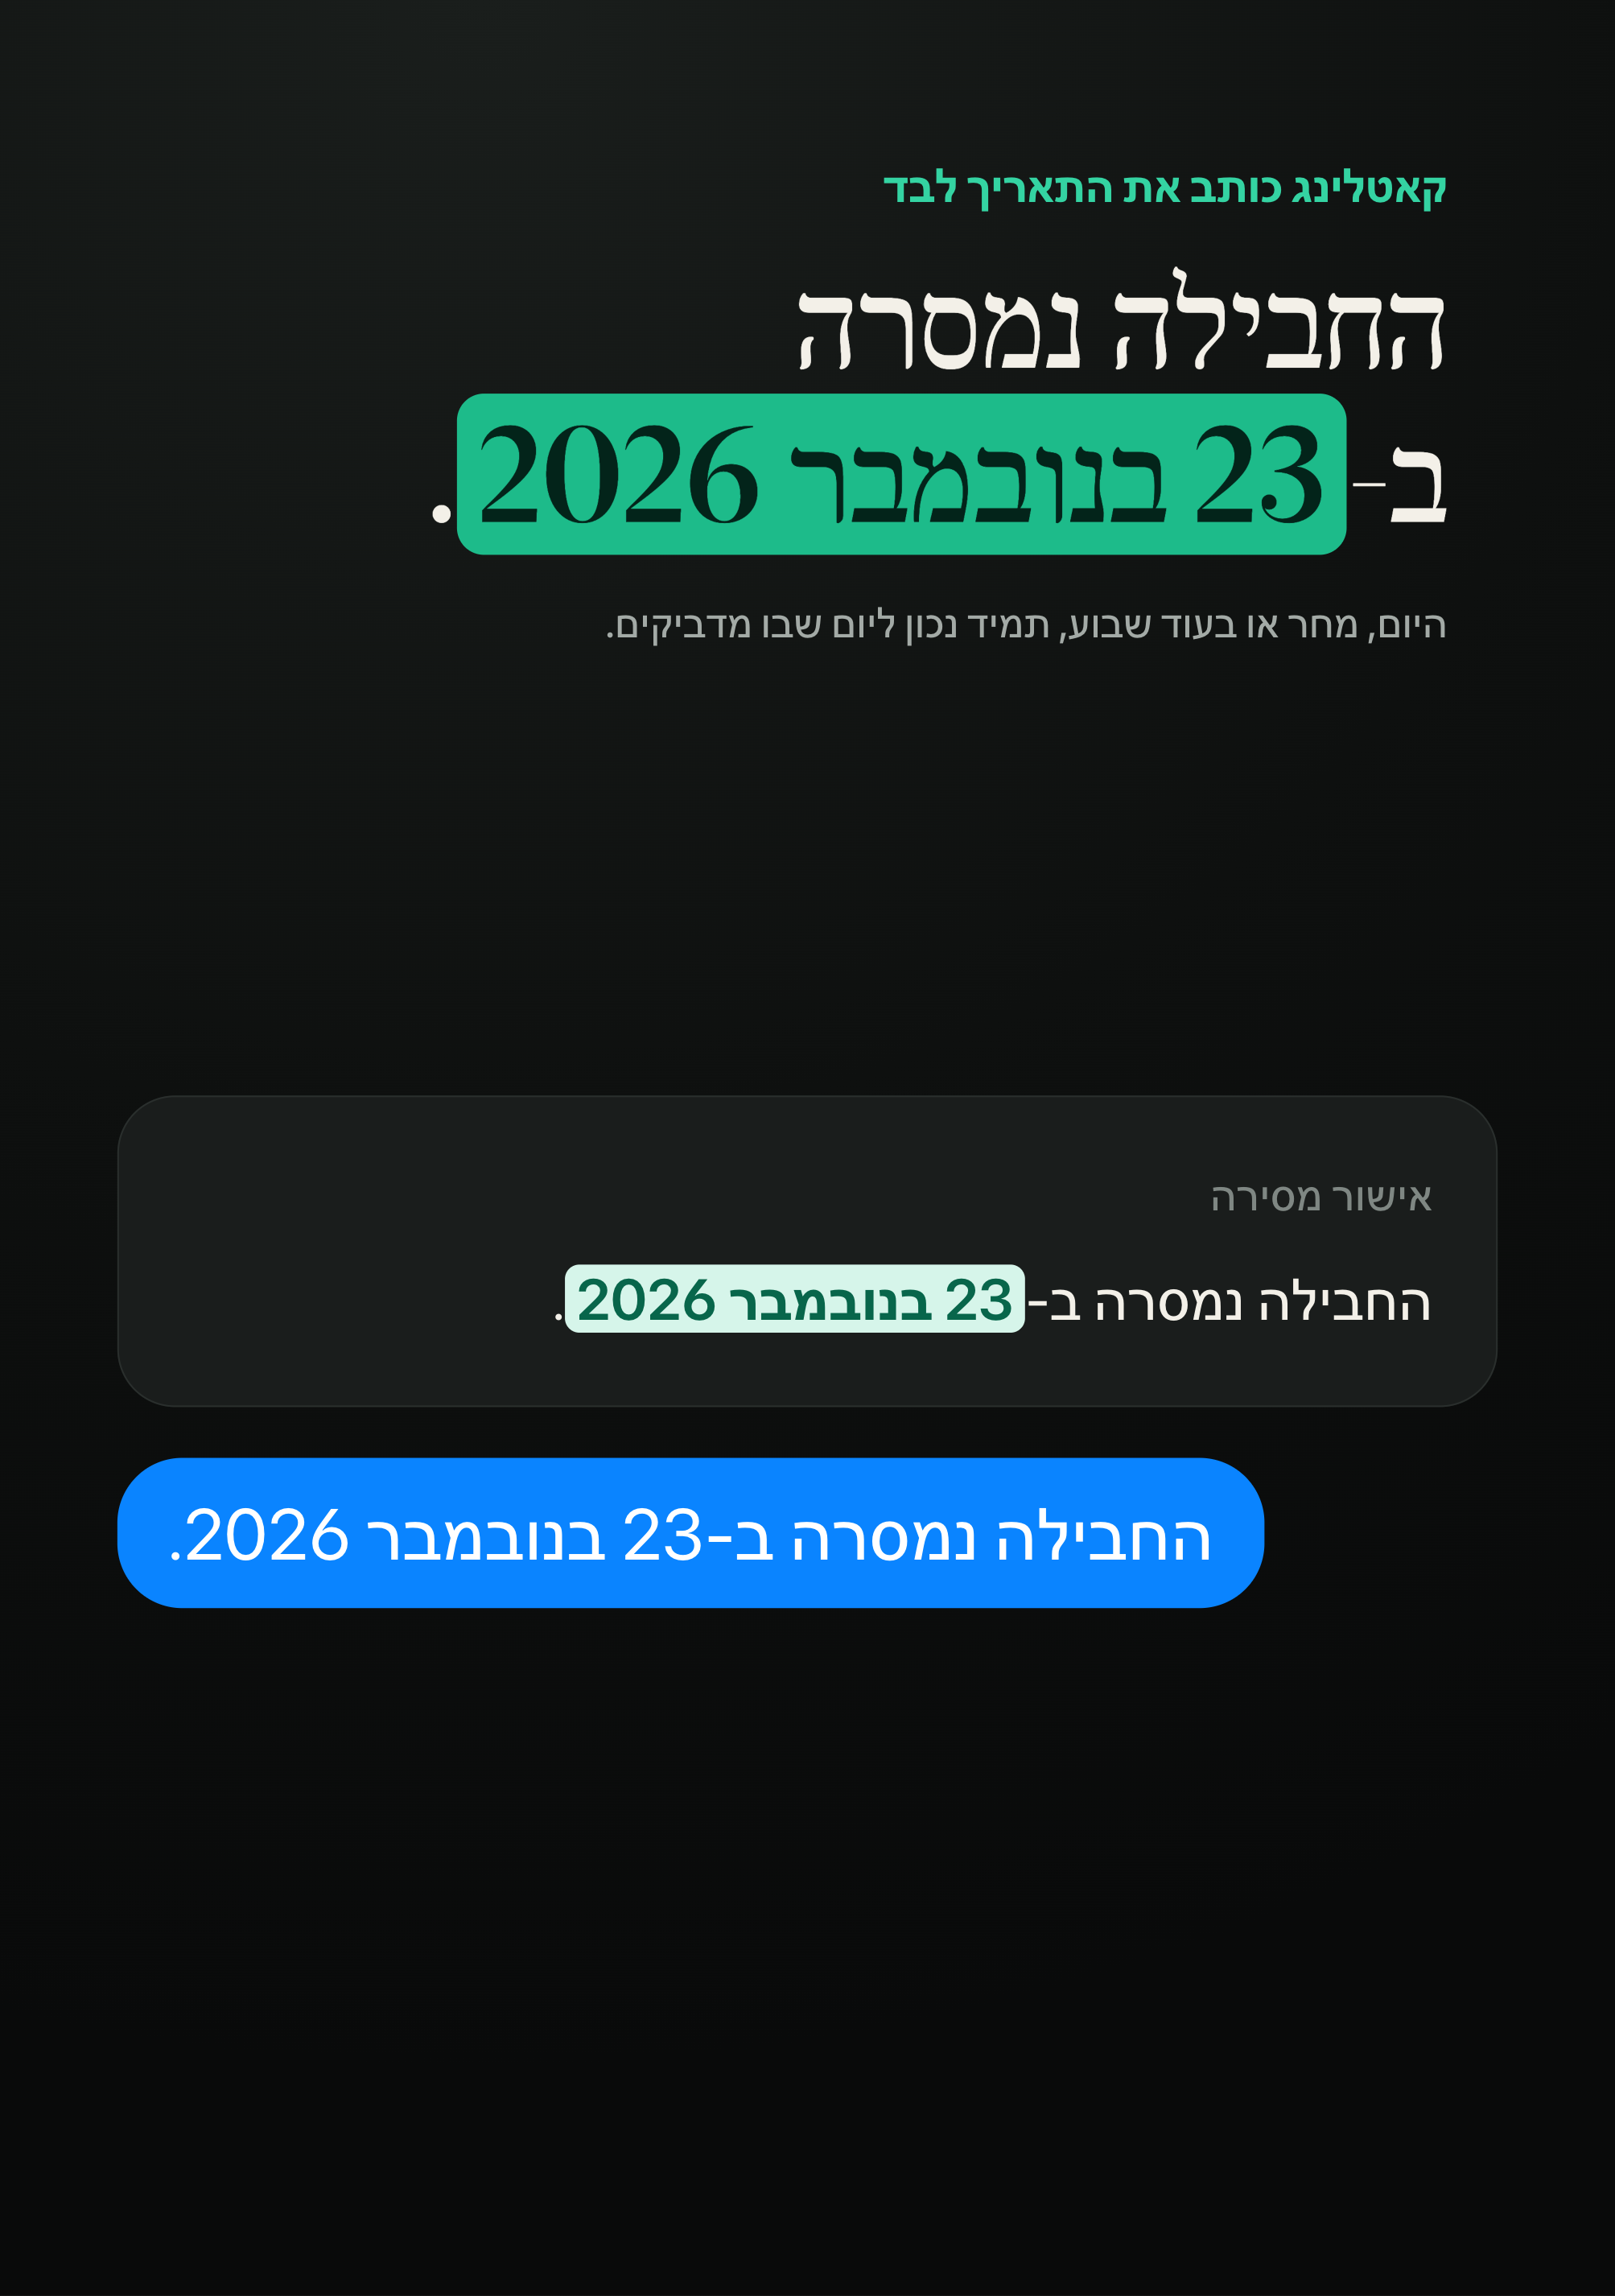 קאטלינג כותב את התאריך לבד
החבילה נמסרה
ב-23 בנובמבר 2026.
היום, מחר או בעוד שבוע, תמיד נכון ליום שבו מדביקים.
אישור מסירה
החבילה נמסרה ב-23 בנובמבר 2026.
החבילה נמסרה ב-23 בנובמבר 2026.